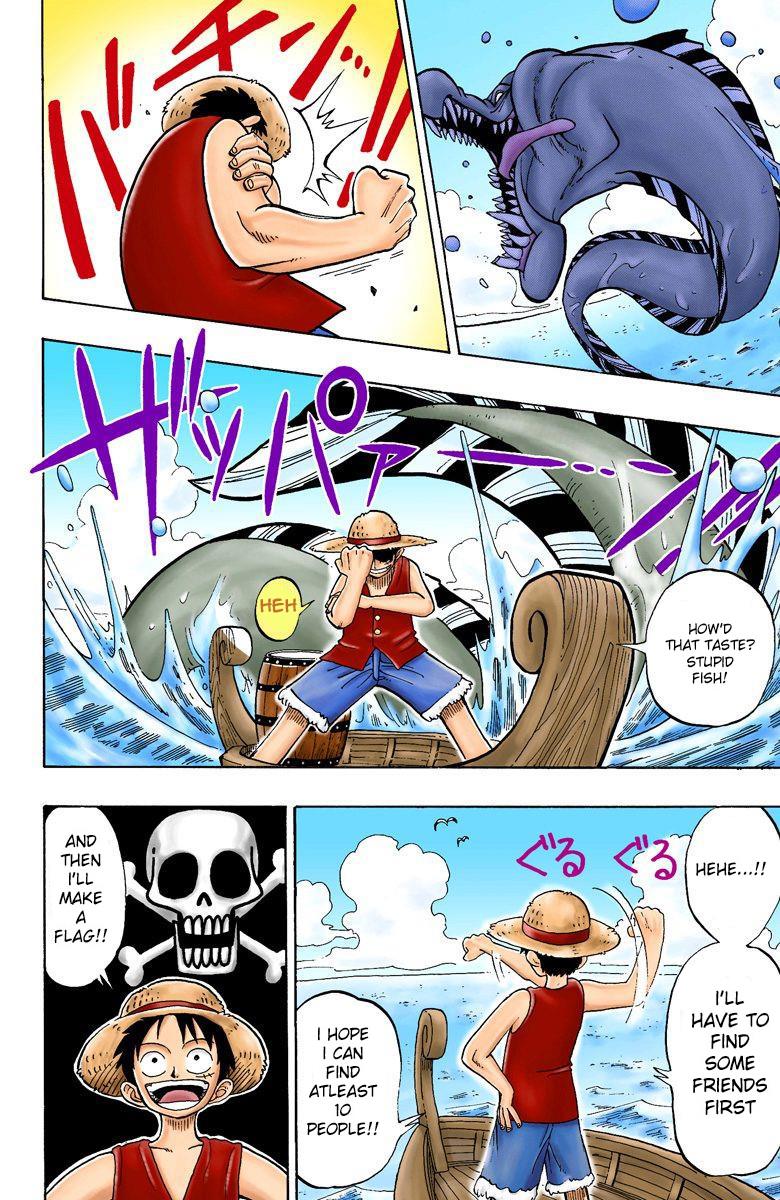 バチン
ザッパァー…ン
HEH
HOW'D
THAT TASTE?
STUPID
FISH!
HEHE...!!
ぐる ぐる
I'LL
HAVE TO
FIND
SOME
FRIENDS
FIRST
I HOPE
I CAN
FIND
ATLEAST
10
PEOPLE!!
AND
THEN
I'LL
MAKE
A
FLAG!!